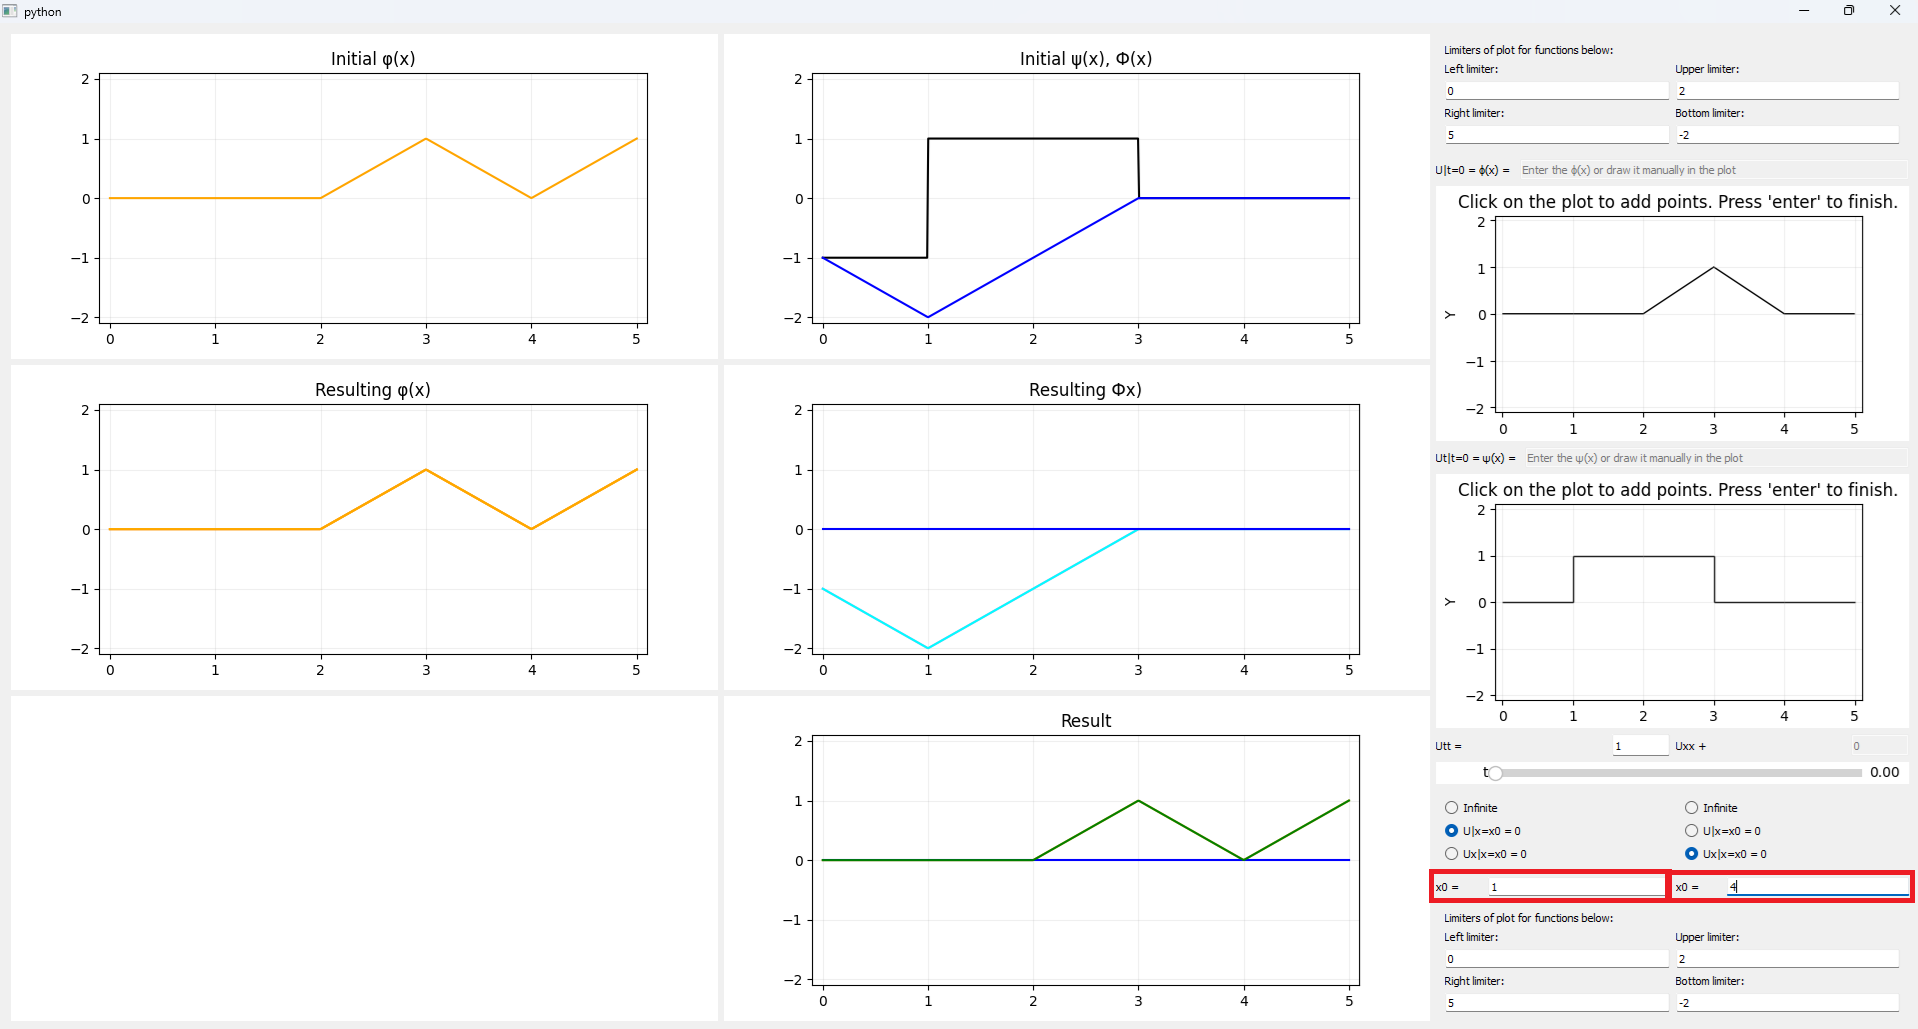 python
Initial φ(x)
2
1
0
−1
−2
0 1 2 3 4 5
Initial ψ(x), Φ(x)
2
1
0
−1
−2
0 1 2 3 4 5
Resulting φ(x)
2
1
0
−1
−2
0 1 2 3 4 5
Resulting Φx)
2
1
0
−1
−2
0 1 2 3 4 5
Result
2
1
0
−1
−2
0 1 2 3 4 5
Limiters of plot for functions below:
Left limiter: Upper limiter:
0 2
Right limiter: Bottom limiter:
5 -2
U|t=0 = ϕ(x) = Enter the ϕ(x) or draw it manually in the plot
Click on the plot to add points. Press 'enter' to finish.
2
1
0
−1
−2
Y
0 1 2 3 4 5
Ut|t=0 = ψ(x) = Enter the ψ(x) or draw it manually in the plot
Click on the plot to add points. Press 'enter' to finish.
2
1
0
−1
−2
Y
0 1 2 3 4 5
Utt = 1 Uxx + 0
t 0.00
Infinite Infinite
U|x=x0 = 0 U|x=x0 = 0
Ux|x=x0 = 0 Ux|x=x0 = 0
x0 = 1 x0 = 4
Limiters of plot for functions below:
Left limiter: Upper limiter:
0 2
Right limiter: Bottom limiter:
5 -2